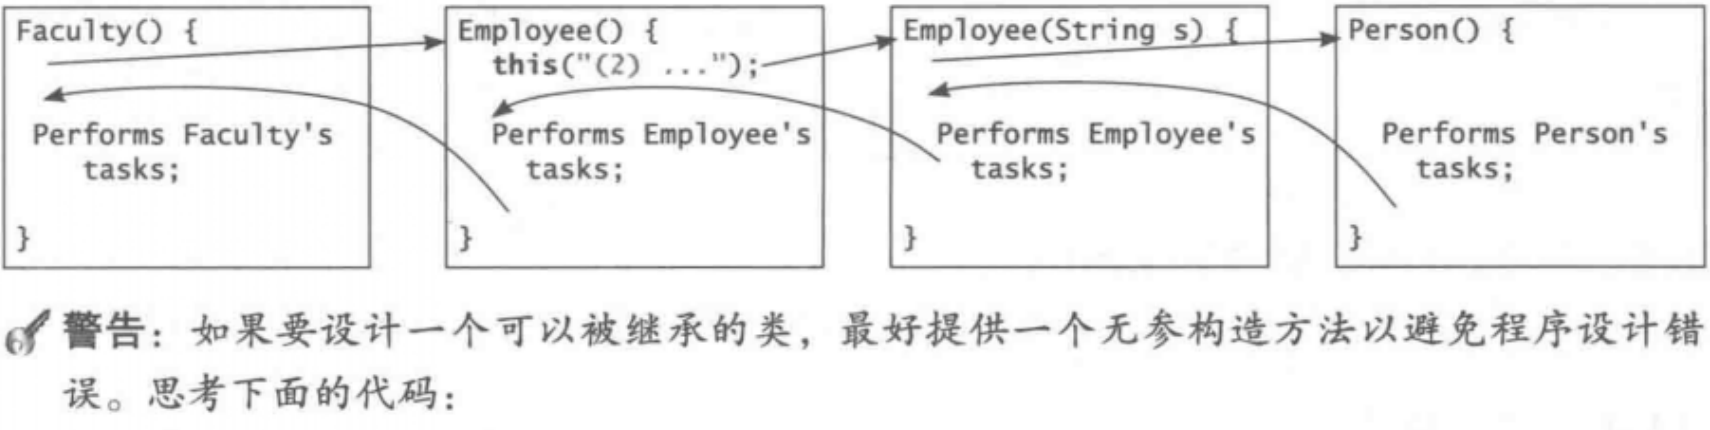 Faculty() {
Performs Faculty's
tasks;
}
Employee() {
this("(2) ...");
Performs Employee's
tasks;
}
Employee(String s) {
Performs Employee's
tasks;
}
Person() {
Performs Person's
tasks;
}
警告：如果要设计一个可以被继承的类，最好提供一个无参构造方法以避免程序设计错
误。思考下面的代码：